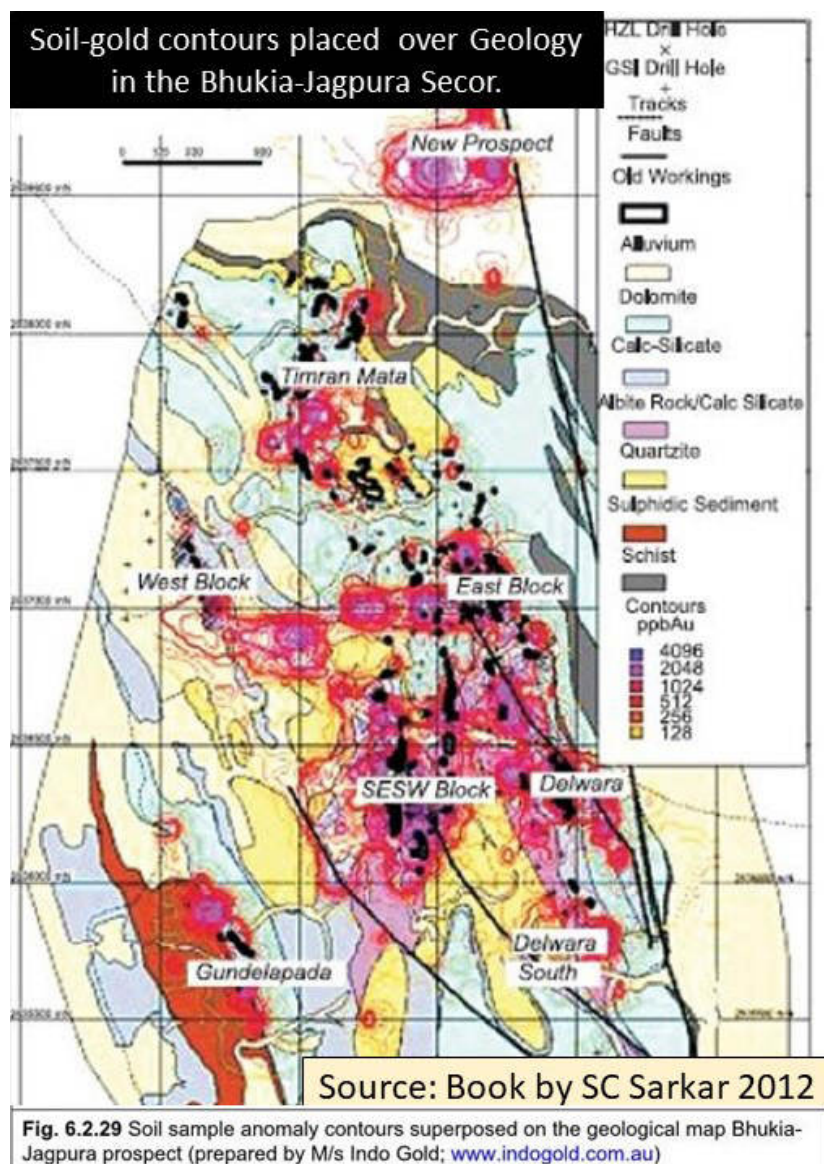 Soil-gold contours placed over Geology
in the Bhukia-Jagpura Secor.
HZL Drill Hole
×
GSI Drill Hole
+
Tracks
Faults
Old Workings
Alluvium
Dolomite
Calc-Silicate
Albite Rock/Calc Silicate
Quartzite
Sulphidic Sediment
Schist
Contours
ppbAu
4096
2048
1024
512
256
128
New Prospect
Timran Mata
West Block
East Block
SESW Block
Delwara
Delwara
South
Gundelapada
Source: Book by SC Sarkar 2012
Fig. 6.2.29 Soil sample anomaly contours superposed on the geological map Bhukia-
Jagpura prospect (prepared by M/s Indo Gold; www.indogold.com.au)